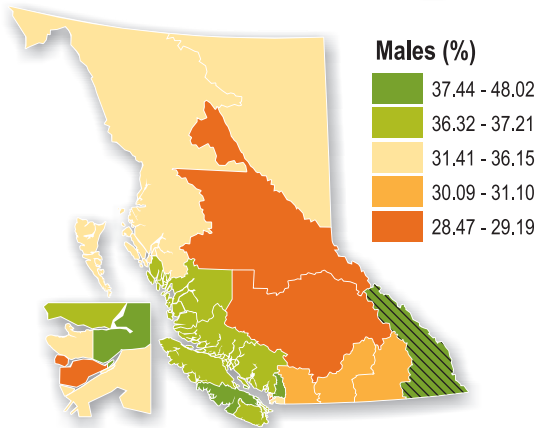 Males (%)
37.44 - 48.02
36.32 - 37.21
31.41 - 36.15
30.09 - 31.10
28.47 - 29.19